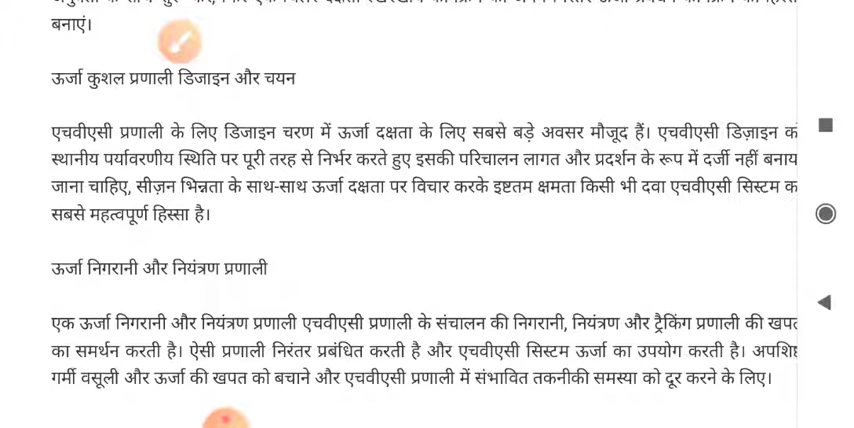 बनाएं।
ऊर्जा कुशल प्रणाली डिजाइन और चयन
एचवीएसी प्रणाली के लिए डिजाइन चरण में ऊर्जा दक्षता के लिए सबसे बड़े अवसर मौजूद हैं। एचवीएसी डिज़ाइन
स्थानीय पर्यावरणीय स्थिति पर पूरी तरह से निर्भर करते हुए इसकी परिचालन लागत और प्रदर्शन के रूप में दर्जी नहीं
जाना चाहिए, सीज़न भिन्नता के साथ-साथ ऊर्जा दक्षता पर विचार करके इष्टतम क्षमता किसी भी दवा एचवीएसी सिस्टम
सबसे महत्वपूर्ण हिस्सा है।
ऊर्जा निगरानी और नियंत्रण प्रणाली
एक ऊर्जा निगरानी और नियंत्रण प्रणाली एचवीएसी प्रणाली के संचालन की निगरानी, नियंत्रण और ट्रैकिंग प्रणाली की
का समर्थन करती है। ऐसी प्रणाली निरंतर प्रबंधित करती है और एचवीएसी सिस्टम ऊर्जा का उपयोग करती है।
गर्मी वसूली और ऊर्जा की खपत को बचाने और एचवीएसी प्रणाली में संभावित तकनीकी समस्या को दूर करने के लिए।